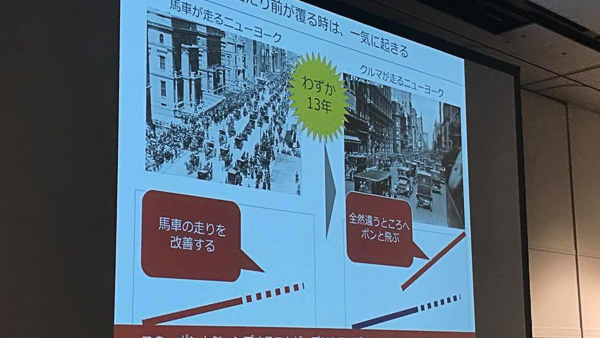 たり前が覆る時は、一気に起きる
馬車が走るニューヨーク
クルマが走るニューヨーク
わずか
13年
馬車の走りを
改善する
全然違うところへ
ポンと飛ぶ